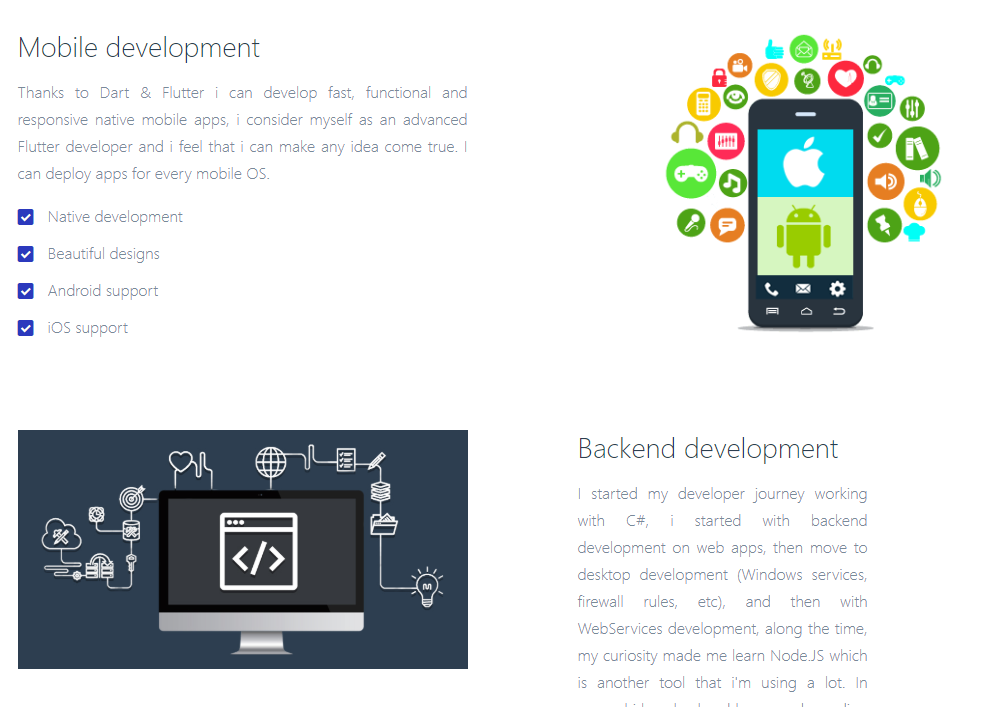 Mobile development
Thanks to Dart & Flutter i can develop fast, functional and
responsive native mobile apps, i consider myself as an advanced
Flutter developer and i feel that i can make any idea come true. I
can deploy apps for every mobile OS.
Native development
Beautiful designs
Android support
iOS support
Backend development
I started my developer journey working
with C#, i started with backend
development on web apps, then move to
desktop development (Windows services,
firewall rules, etc), and then with
WebServices development, along the time,
my curiosity made me learn Node.JS which
is another tool that i'm using a lot. In